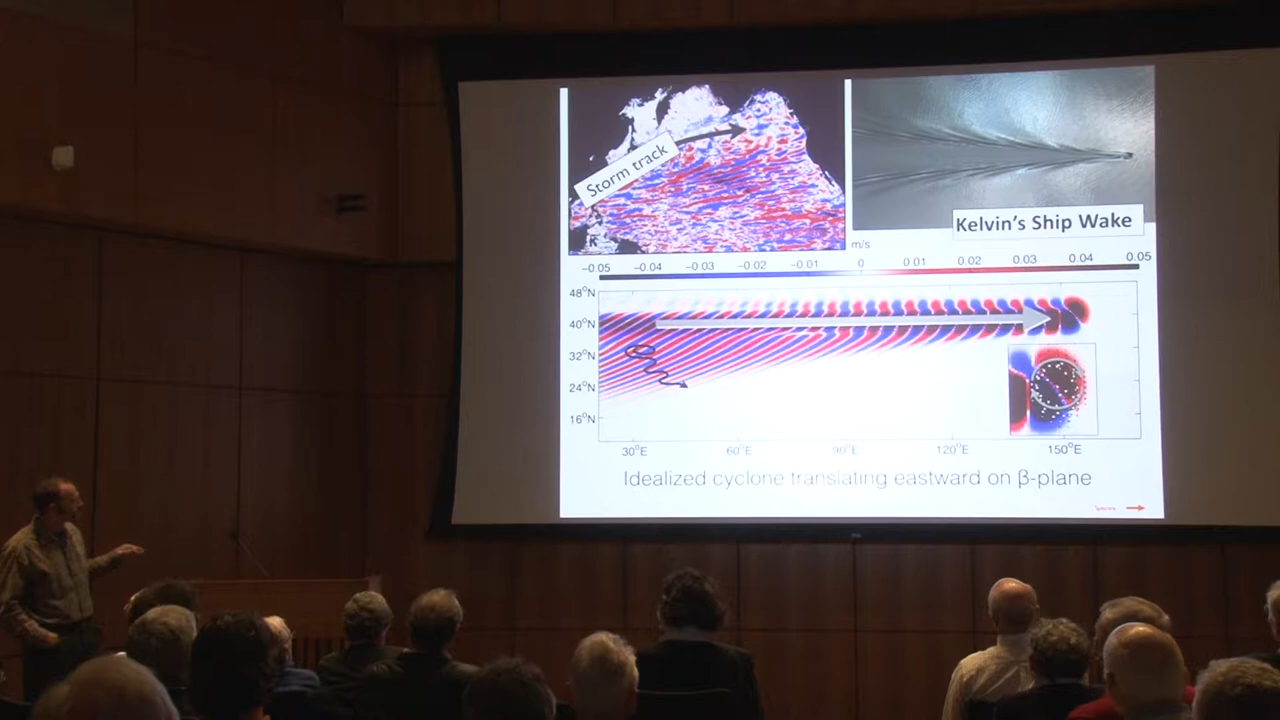 Storm track
Kelvin's Ship Wake
m/s
−0.05 −0.04 −0.03 −0.02 −0.01 0 0.01 0.02 0.03 0.04 0.05
48°N
40°N
32°N
24°N
16°N
30°E 60°E 90°E 120°E 150°E
Idealized cyclone translating eastward on β-plane
Spectra